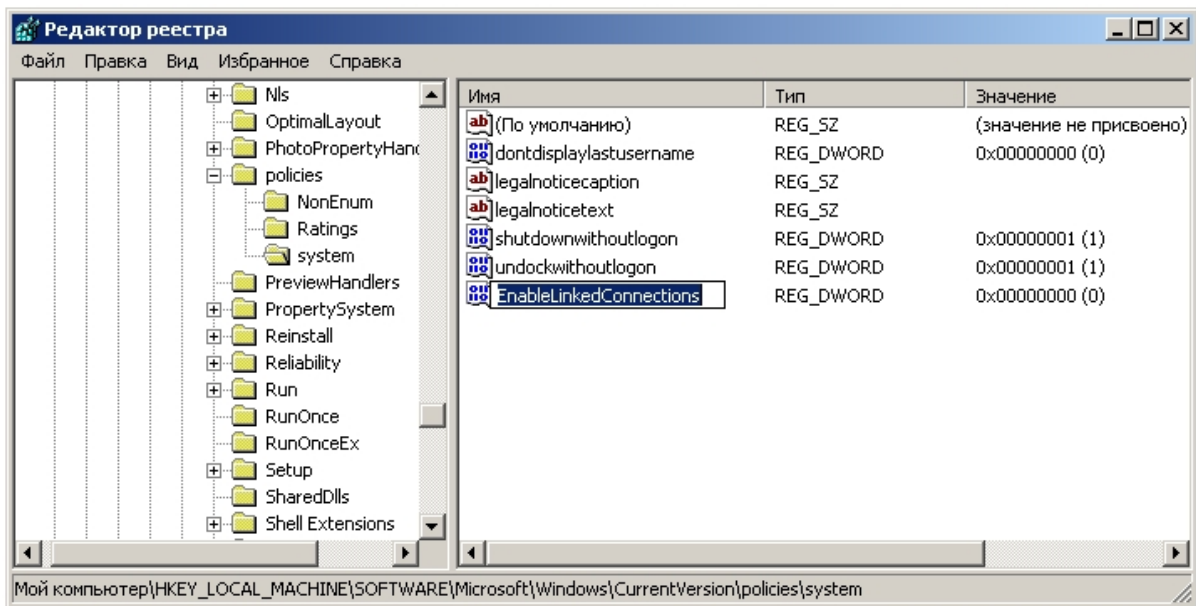 Редактор реестра
Файл Правка Вид Избранное Справка
Nls
OptimalLayout
PhotoPropertyHand
policies
NonEnum
Ratings
system
PreviewHandlers
PropertySystem
Reinstall
Reliability
Run
RunOnce
RunOnceEx
Setup
SharedDlls
Shell Extensions
Имя Тип Значение
(По умолчанию) REG_SZ (значение не присвоено)
dontdisplaylastusername REG_DWORD 0x00000000 (0)
legalnoticecaption REG_SZ
legalnoticetext REG_SZ
shutdownwithoutlogon REG_DWORD 0x00000001 (1)
undockwithoutlogon REG_DWORD 0x00000001 (1)
EnableLinkedConnections REG_DWORD 0x00000000 (0)
Мой компьютер\HKEY_LOCAL_MACHINE\SOFTWARE\Microsoft\Windows\CurrentVersion\policies\system